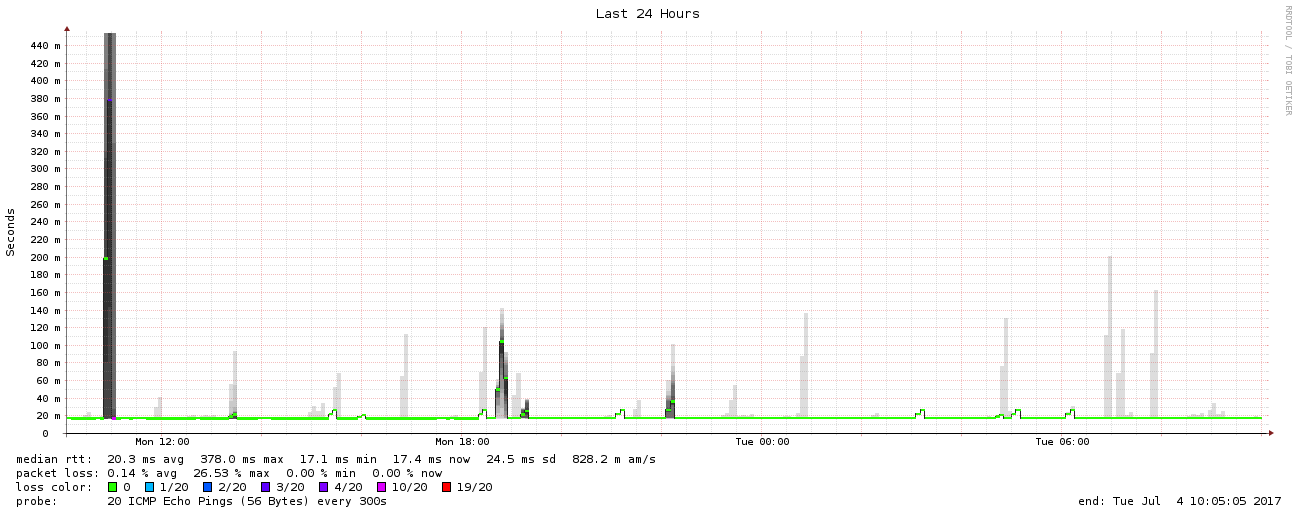 Last 24 Hours
RRDTOOL / TOBI OETIKER
Seconds
440 m
420 m
400 m
380 m
360 m
340 m
320 m
300 m
280 m
260 m
240 m
220 m
200 m
180 m
160 m
140 m
120 m
100 m
80 m
60 m
40 m
20 m
0
Mon 12:00 Mon 18:00 Tue 00:00 Tue 06:00
median rtt: 20.3 ms avg 378.0 ms max 17.1 ms min 17.4 ms now 24.5 ms sd 828.2 m am/s
packet loss: 0.14 % avg 26.53 % max 0.00 % min 0.00 % now
loss color: 0 1/20 2/20 3/20 4/20 10/20 19/20
probe: 20 ICMP Echo Pings (56 Bytes) every 300s end: Tue Jul 4 10:05:05 2017